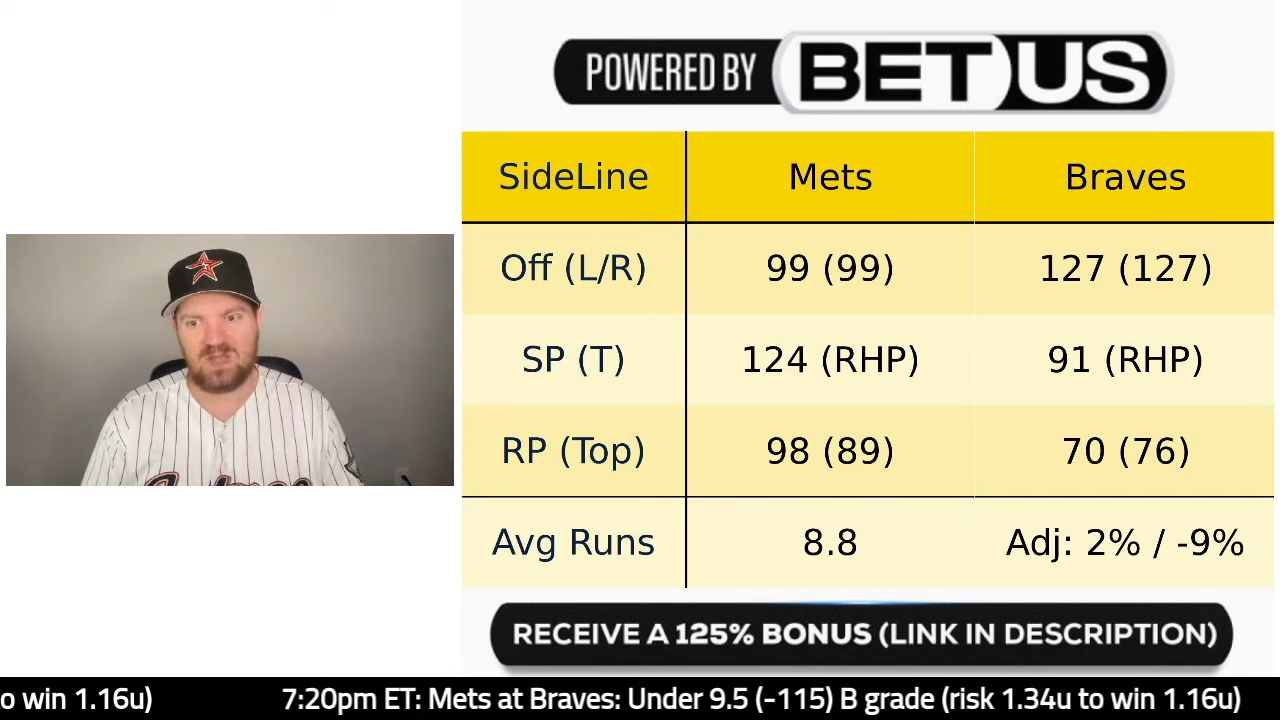 POWERED BY BETUS
SideLine Mets Braves
Off (L/R) 99 (99) 127 (127)
SP (T) 124 (RHP) 91 (RHP)
RP (Top) 98 (89) 70 (76)
Avg Runs 8.8 Adj: 2% / -9%
RECEIVE A 125% BONUS (LINK IN DESCRIPTION)
o win 1.16u) 7:20pm ET: Mets at Braves: Under 9.5 (-115) B grade (risk 1.34u to win 1.16u)